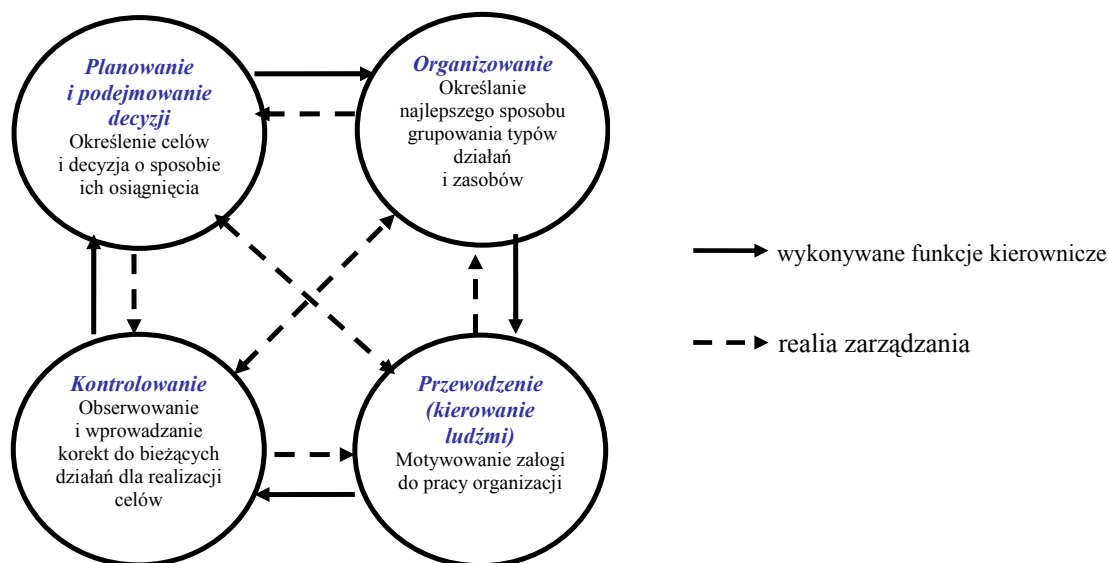 Planowanie
i podejmowanie
decyzji
Określenie celów
i decyzja o sposobie
ich osiągnięcia
Organizowanie
Określanie
najlepszego sposobu
grupowania typów
działań
i zasobów
wykonywane funkcje kierownicze
realia zarządzania
Kontrolowanie
Obserwowanie
i wprowadzanie
korekt do bieżących
działań dla realizacji
celów
Przewodzenie
(kierowanie
ludźmi)
Motywowanie załogi
do pracy organizacji